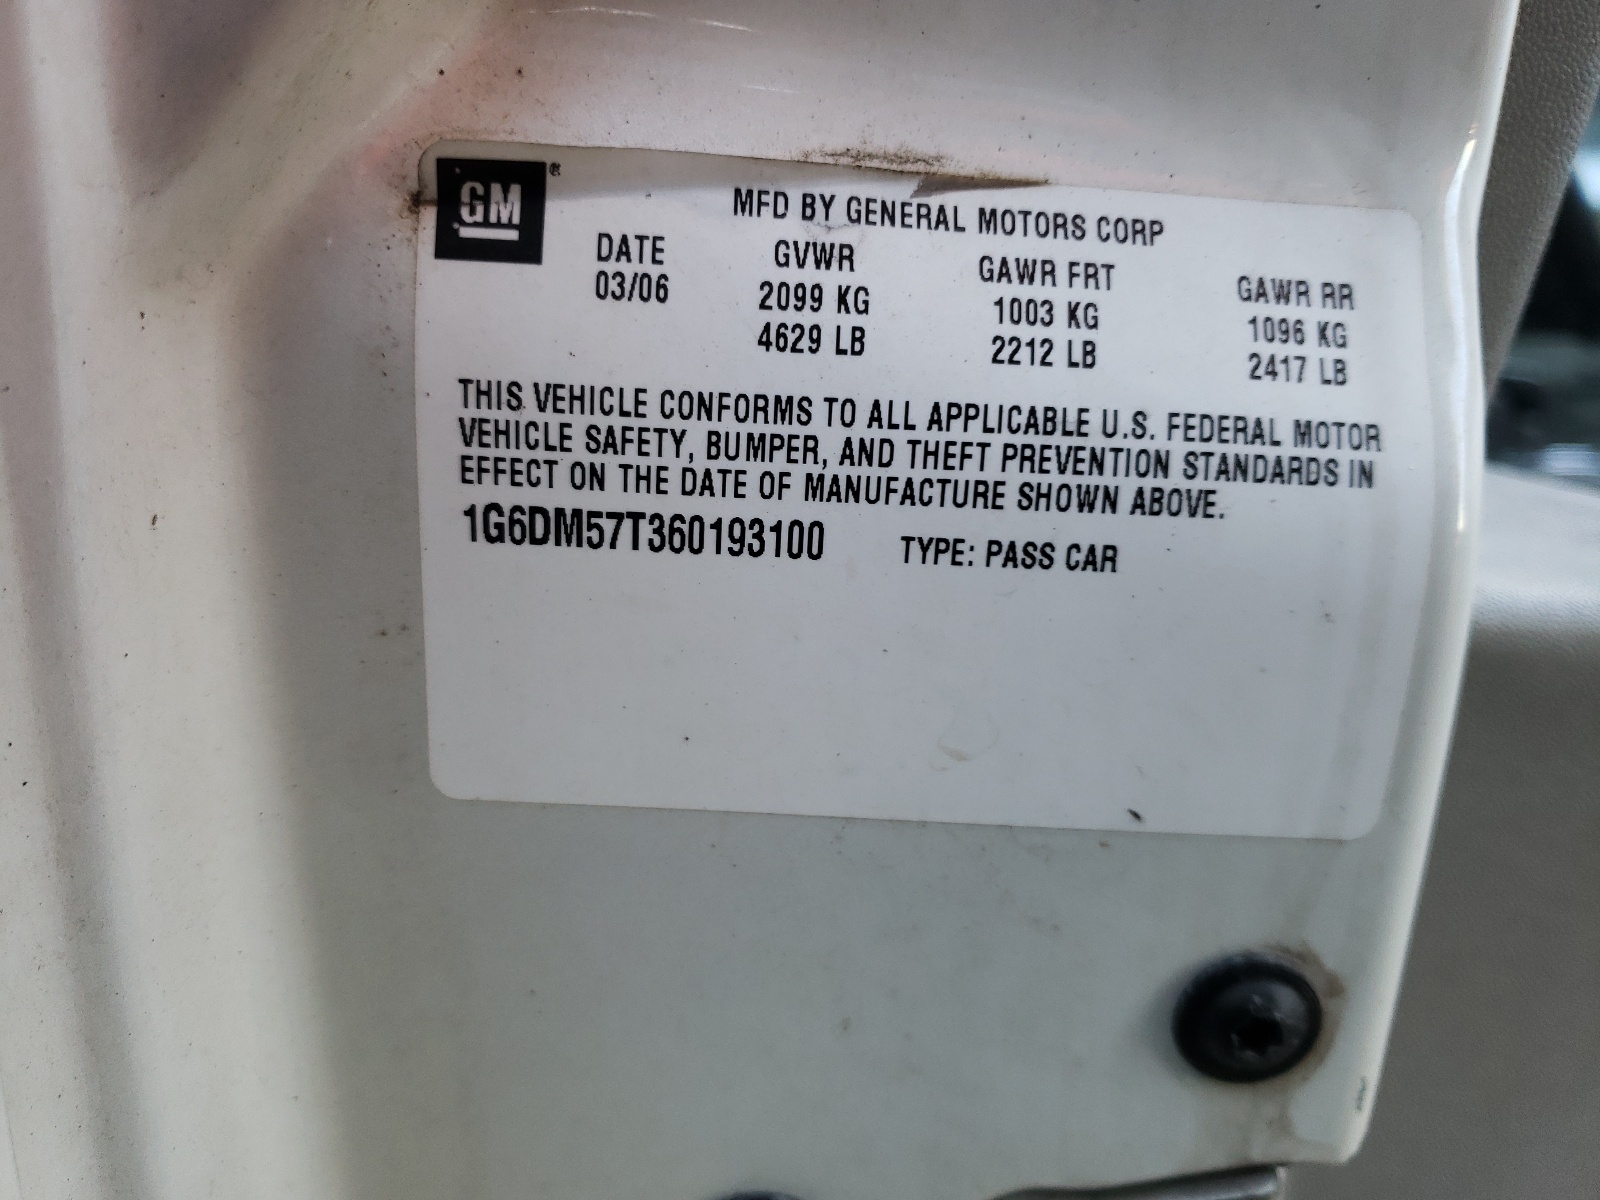 GM®
MFD BY GENERAL MOTORS CORP
DATE GVWR GAWR FRT GAWR RR
03/06 2099 KG 1003 KG 1096 KG
4629 LB 2212 LB 2417 LB
THIS VEHICLE CONFORMS TO ALL APPLICABLE U.S. FEDERAL MOTOR
VEHICLE SAFETY, BUMPER, AND THEFT PREVENTION STANDARDS IN
EFFECT ON THE DATE OF MANUFACTURE SHOWN ABOVE.
1G6DM57T360193100 TYPE: PASS CAR